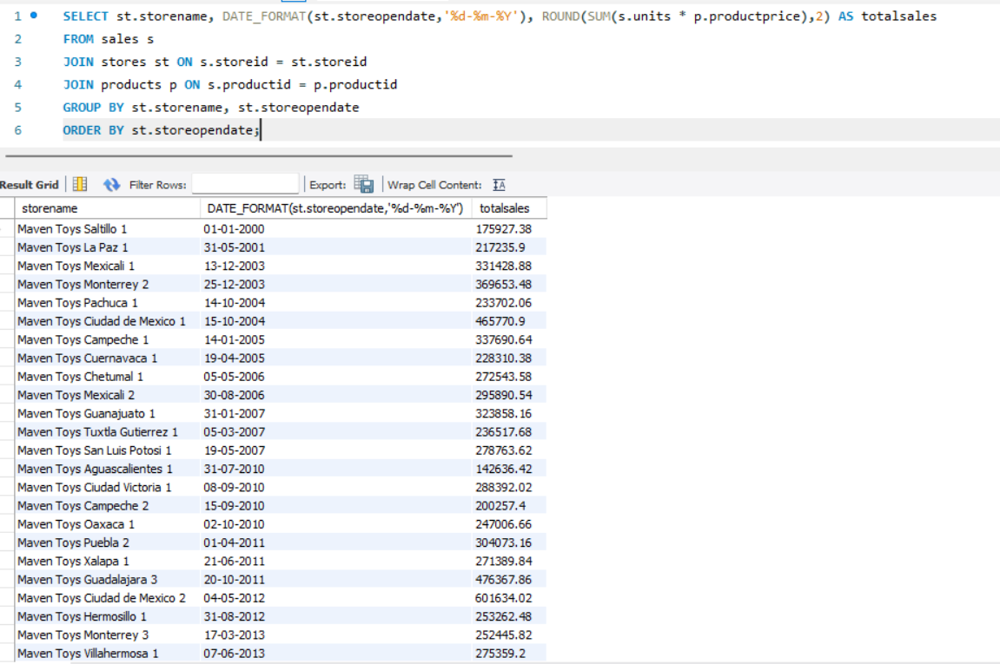 1 SELECT st.storename, DATE_FORMAT(st.storeopendate,'%d-%m-%Y'), ROUND(SUM(s.units * p.productprice),2) AS totalsales
2 FROM sales s
3 JOIN stores st ON s.storeid = st.storeid
4 JOIN products p ON s.productid = p.productid
5 GROUP BY st.storename, st.storeopendate
6 ORDER BY st.storeopendate;
Result Grid Filter Rows: Export: Wrap Cell Content: IA
storename DATE_FORMAT(st.storeopendate,'%d-%m-%Y') totalsales
Maven Toys Saltillo 1 01-01-2000 175927.38
Maven Toys La Paz 1 31-05-2001 217235.9
Maven Toys Mexicali 1 13-12-2003 331428.88
Maven Toys Monterrey 2 25-12-2003 369653.48
Maven Toys Pachuca 1 14-10-2004 233702.06
Maven Toys Ciudad de Mexico 1 15-10-2004 465770.9
Maven Toys Campeche 1 14-01-2005 337690.64
Maven Toys Cuernavaca 1 19-04-2005 228310.38
Maven Toys Chetumal 1 05-05-2006 272543.58
Maven Toys Mexicali 2 30-08-2006 295890.54
Maven Toys Guanajuato 1 31-01-2007 323858.16
Maven Toys Tuxtla Gutierrez 1 05-03-2007 236517.68
Maven Toys San Luis Potosi 1 19-05-2007 278763.62
Maven Toys Aguascalientes 1 31-07-2010 142636.42
Maven Toys Ciudad Victoria 1 08-09-2010 288392.02
Maven Toys Campeche 2 15-09-2010 200257.4
Maven Toys Oaxaca 1 02-10-2010 247006.66
Maven Toys Puebla 2 01-04-2011 304073.16
Maven Toys Xalapa 1 21-06-2011 271389.84
Maven Toys Guadalajara 3 20-10-2011 476367.86
Maven Toys Ciudad de Mexico 2 04-05-2012 601634.02
Maven Toys Hermosillo 1 31-08-2012 253262.48
Maven Toys Monterrey 3 17-03-2013 252445.82
Maven Toys Villahermosa 1 07-06-2013 275359.2